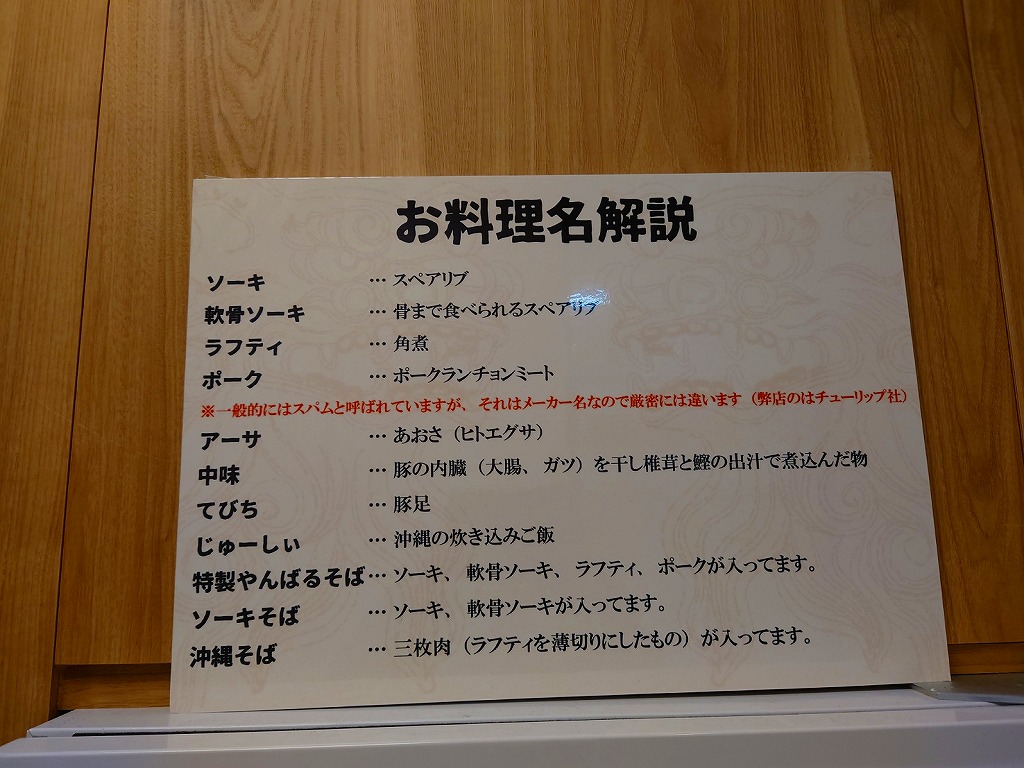 お料理名解説
ソーキ … スペアリブ
軟骨ソーキ … 骨まで食べられるスペアリブ
ラフティ … 角煮
ポーク … ポークランチョンミート
※一般的にはスパムと呼ばれていますが、それはメーカー名なので厳密には違います（弊店のはチューリップ社）
アーサ … あおさ（ヒトエグサ）
中味 … 豚の内臓（大腸、ガツ）を干し椎茸と鰹の出汁で煮込んだ物
てびち … 豚足
じゅーしぃ … 沖縄の炊き込みご飯
特製やんばるそば … ソーキ、軟骨ソーキ、ラフティ、ポークが入ってます。
ソーキそば … ソーキ、軟骨ソーキが入ってます。
沖縄そば … 三枚肉（ラフティを薄切りにしたもの）が入ってます。